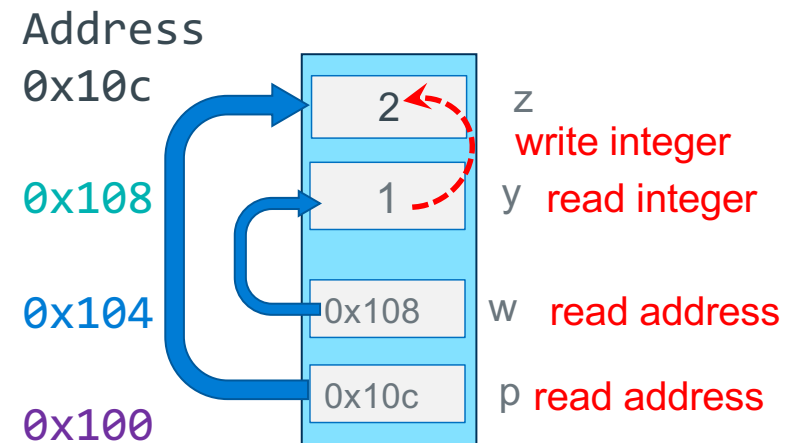 Address
0x10c
2
z
write integer
0x108
1
y read integer
0x104
0x108
w read address
0x10c
p read address
0x100